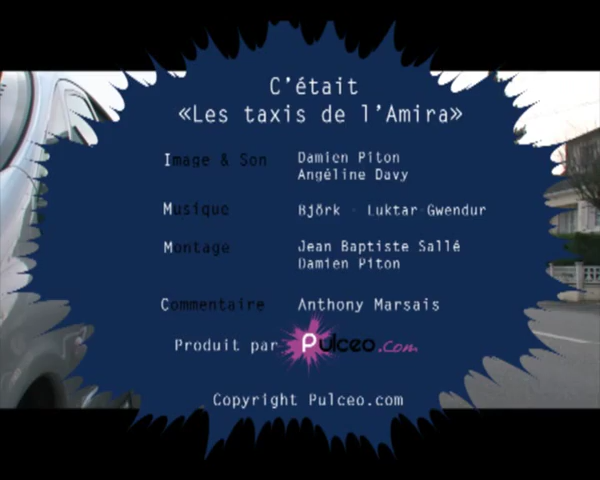 C'était
«Les taxis de l'Amira»
Image & Son Damien Piton
Angéline Davy
Musique Björk - Luktar Gwendur
Montage Jean Baptiste Sallé
Damien Piton
Commentaire Anthony Marsais
Produit par Pulceo.com
Copyright Pulceo.com